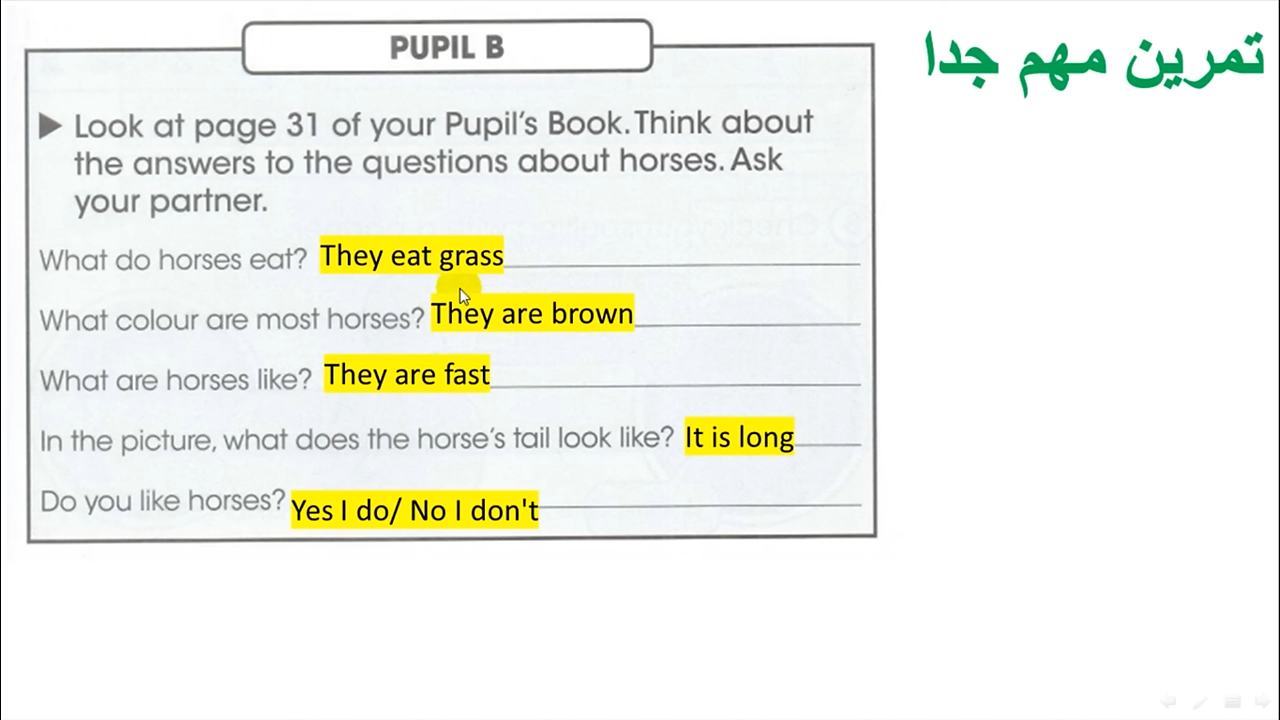 PUPIL B
تمرين مهم جدا
Look at page 31 of your Pupil's Book. Think about
the answers to the questions about horses. Ask
your partner.
What do horses eat? They eat grass
What colour are most horses? They are brown
What are horses like? They are fast
In the picture, what does the horse's tail look like? It is long
Do you like horses? Yes I do/ No I don't